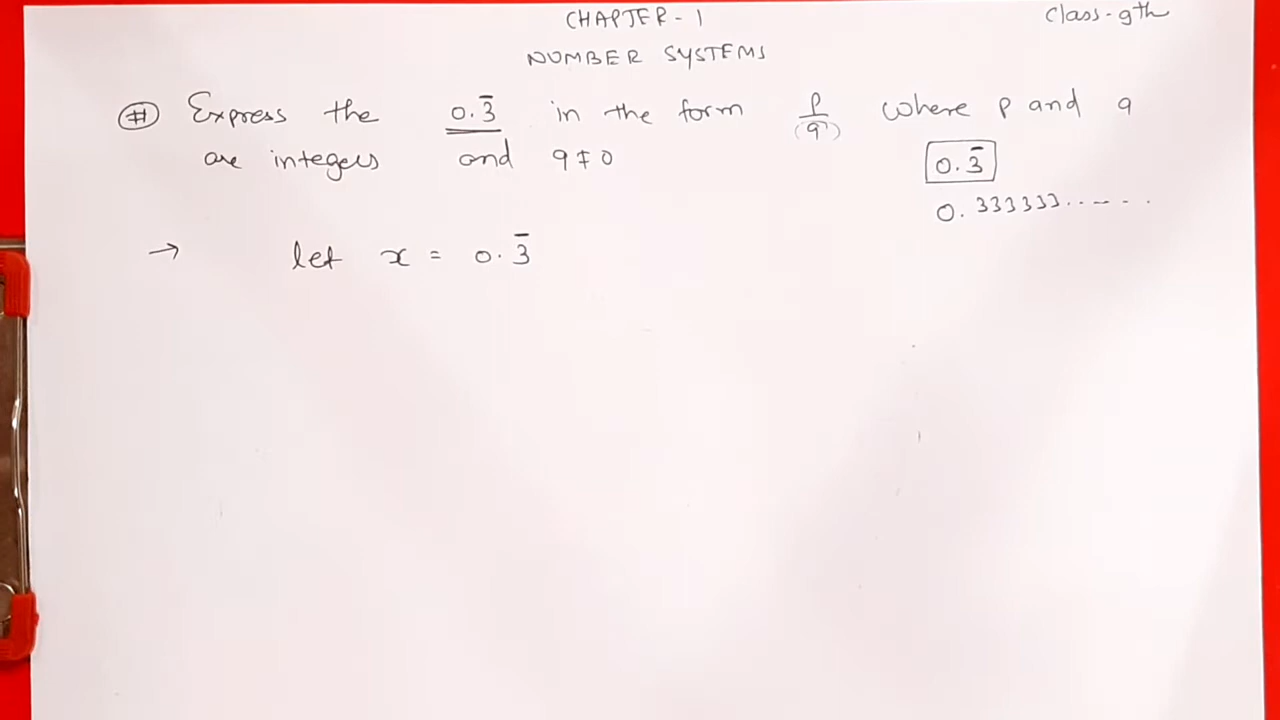 CHAPTER - 1
Class - 9th
NUMBER SYSTEMS
(#) Express the 0.3̅ in the form p/(q) where p and q
are integers and q ≠ 0
0.3̅
0.333333......
→ let x = 0.3̅